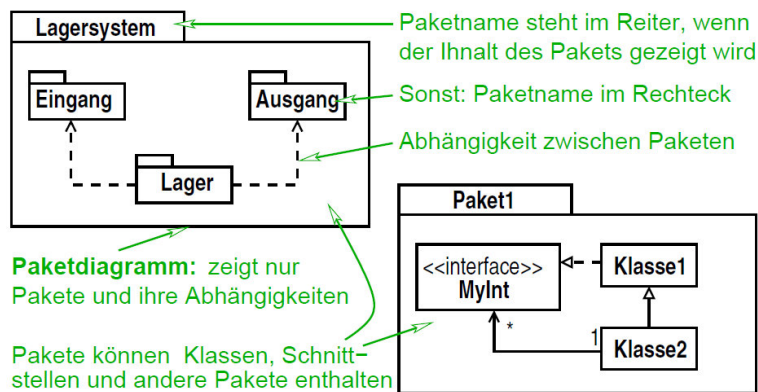 Lagersystem
Paketname steht im Reiter, wenn
der Ihnalt des Pakets gezeigt wird
Eingang
Ausgang
Sonst: Paketname im Rechteck
Abhängigkeit zwischen Paketen
Lager
Paket1
Paketdiagramm: zeigt nur
Pakete und ihre Abhängigkeiten
<<interface>>
MyInt
Klasse1
*
1
Klasse2
Pakete können Klassen, Schnitt-
stellen und andere Pakete enthalten